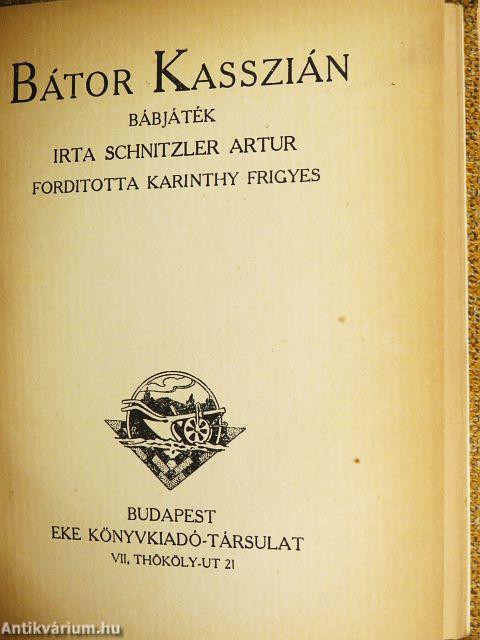 BÁTOR KASSZIÁN
BÁBJÁTÉK
IRTA SCHNITZLER ARTUR
FORDITOTTA KARINTHY FRIGYES
BUDAPEST
EKE KÖNYVKIADÓ-TÁRSULAT
VII, THÖKÖLY-UT 21
Antikvárium.hu